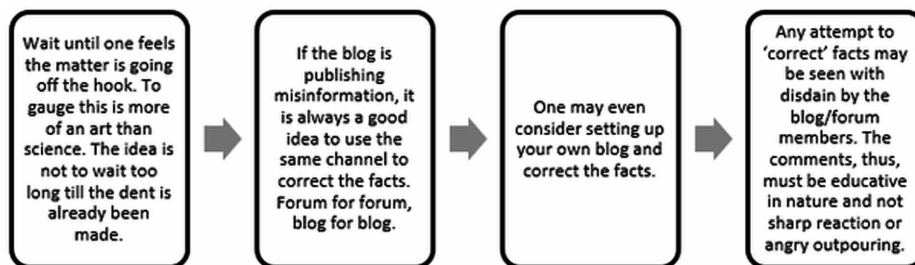 Wait until one feels
the matter is going
off the hook. To
gauge this is more
of an art than
science. The idea is
not to wait too
long till the dent is
already been
made.
If the blog is
publishing
misinformation, it
is always a good
idea to use the
same channel to
correct the facts.
Forum for forum,
blog for blog.
One may even
consider setting up
your own blog and
correct the facts.
Any attempt to
‘correct’ facts may
be seen with
disdain by the
blog/forum
members. The
comments, thus,
must be educative
in nature and not
sharp reaction or
angry outpouring.